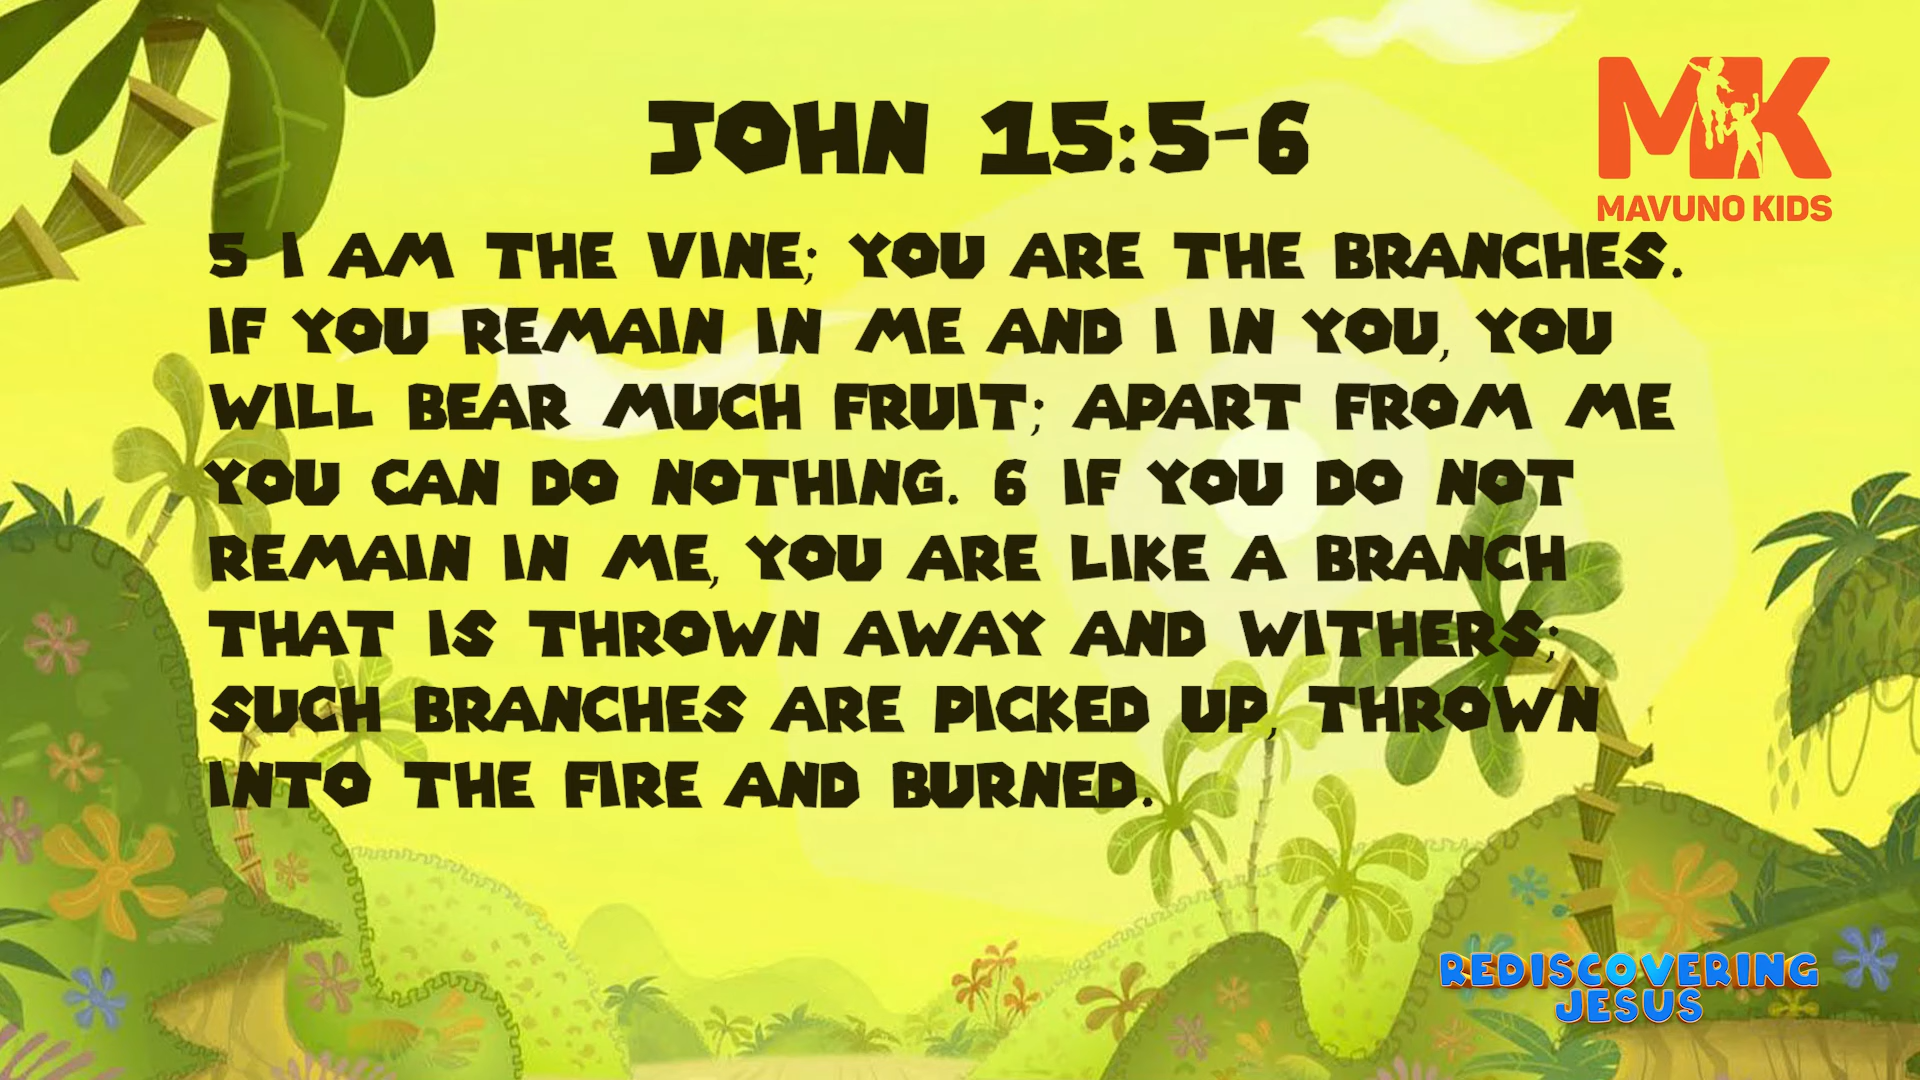 JOHN 15:5-6
MK
MAVUNO KIDS
5 I AM THE VINE; YOU ARE THE BRANCHES.
IF YOU REMAIN IN ME AND I IN YOU, YOU
WILL BEAR MUCH FRUIT; APART FROM ME
YOU CAN DO NOTHING. 6 IF YOU DO NOT
REMAIN IN ME, YOU ARE LIKE A BRANCH
THAT IS THROWN AWAY AND WITHERS;
SUCH BRANCHES ARE PICKED UP, THROWN
INTO THE FIRE AND BURNED.
REDISCOVERING
JESUS